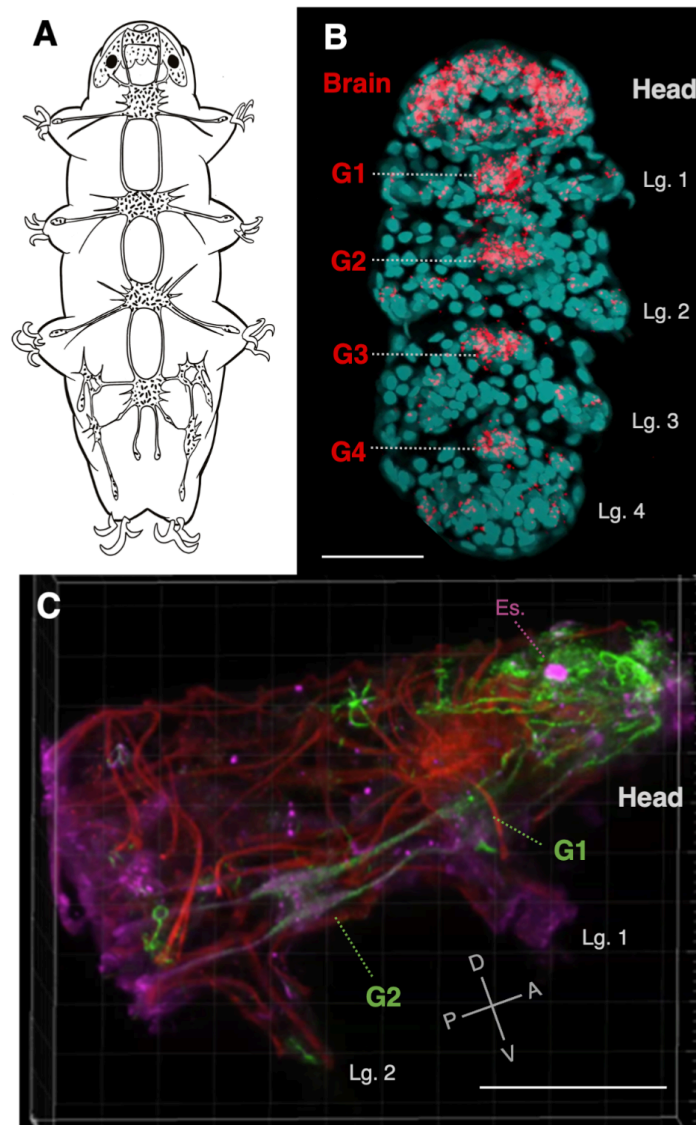 A
B
Brain
Head
G1
Lg. 1
G2
Lg. 2
G3
Lg. 3
G4
Lg. 4
C
Es.
Head
G1
Lg. 1
D
A
P
V
G2
Lg. 2